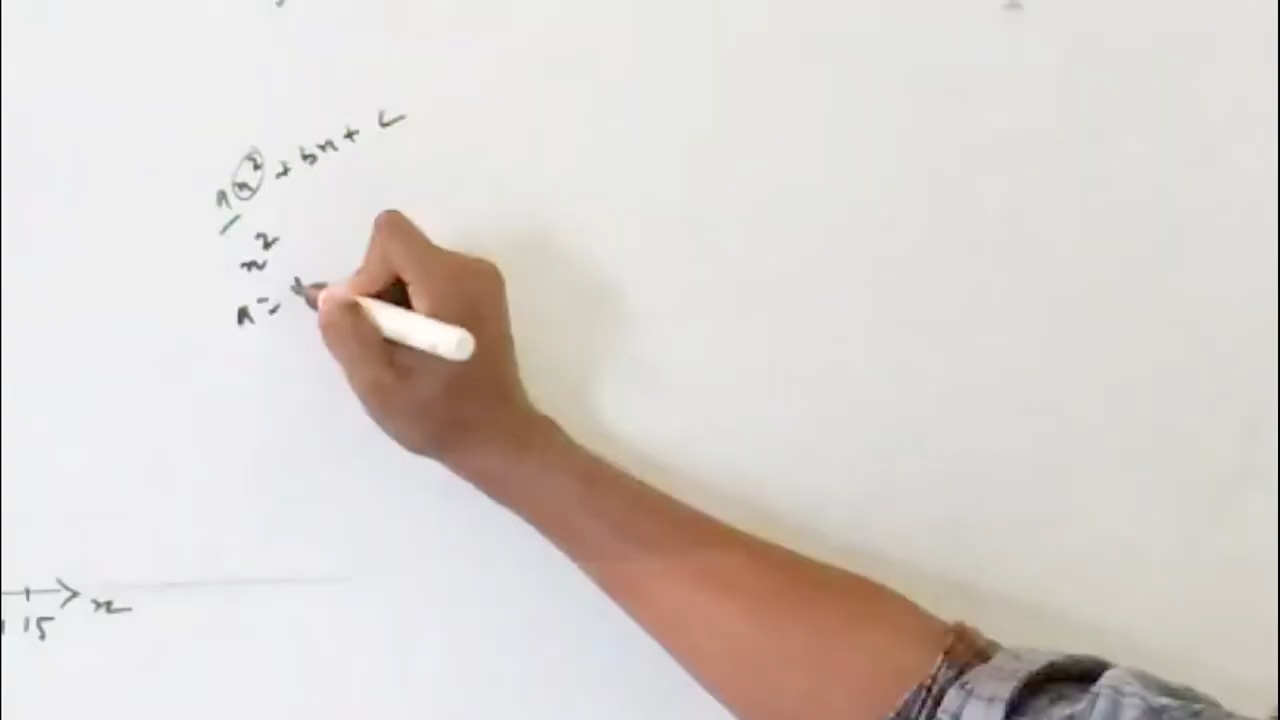 ax² + bx + c
x²
a =
x
15